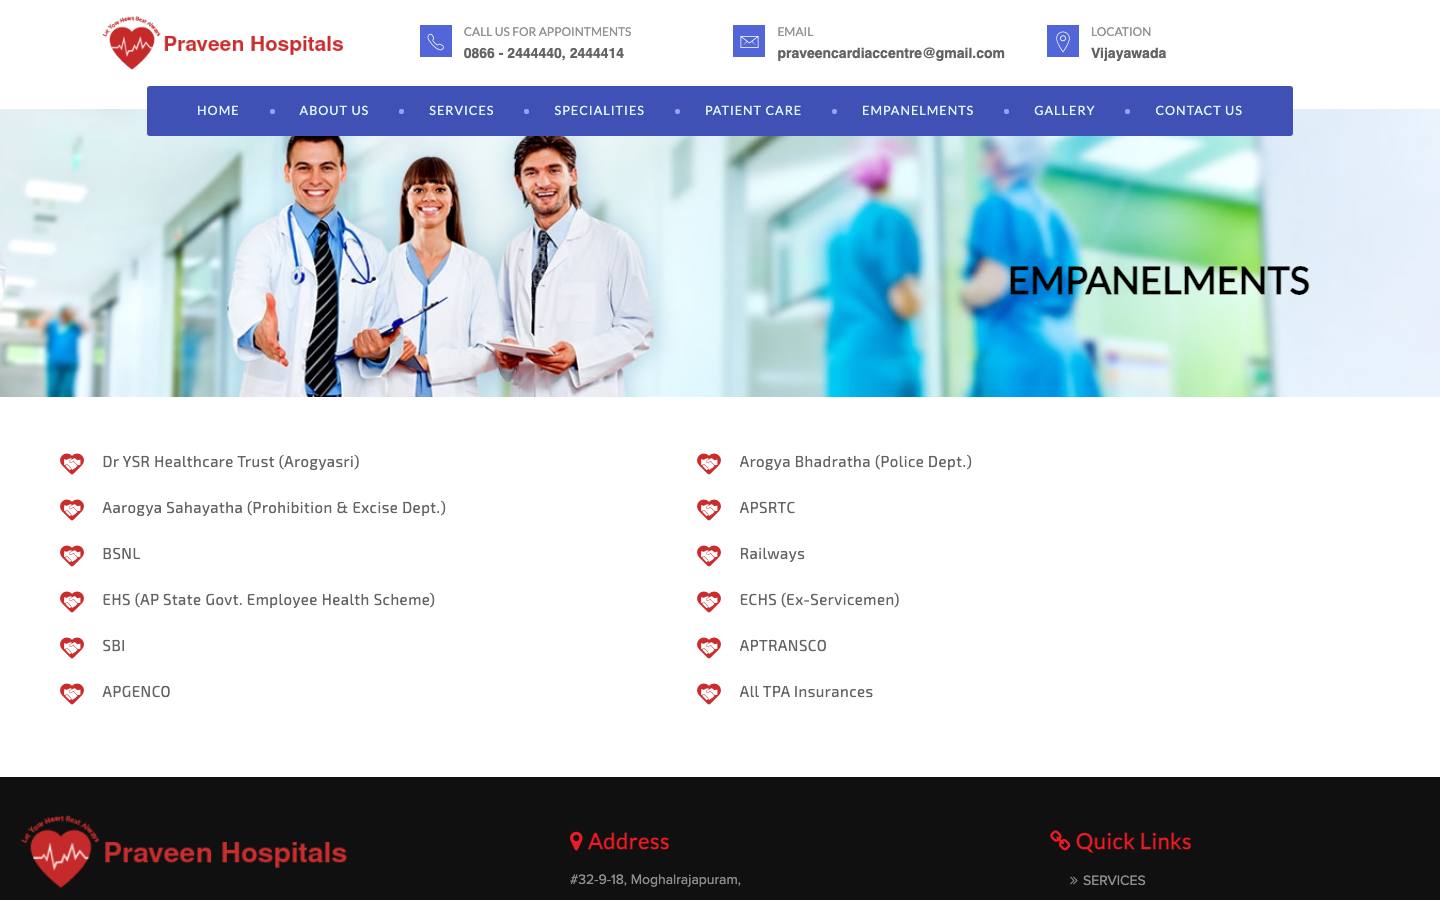 Let Your Heart Beat Always
Praveen Hospitals
CALL US FOR APPOINTMENTS
0866 - 2444440, 2444414
EMAIL
praveencardiaccentre@gmail.com
LOCATION
Vijayawada
HOME
ABOUT US
SERVICES
SPECIALITIES
PATIENT CARE
EMPANELMENTS
GALLERY
CONTACT US
EMPANELMENTS
Dr YSR Healthcare Trust (Arogyasri)
Arogya Bhadratha (Police Dept.)
Aarogya Sahayatha (Prohibition & Excise Dept.)
APSRTC
BSNL
Railways
EHS (AP State Govt. Employee Health Scheme)
ECHS (Ex-Servicemen)
SBI
APTRANSCO
APGENCO
All TPA Insurances
Let Your Heart Beat Always
Praveen Hospitals
Address
#32-9-18, Moghalrajapuram,
Quick Links
» SERVICES